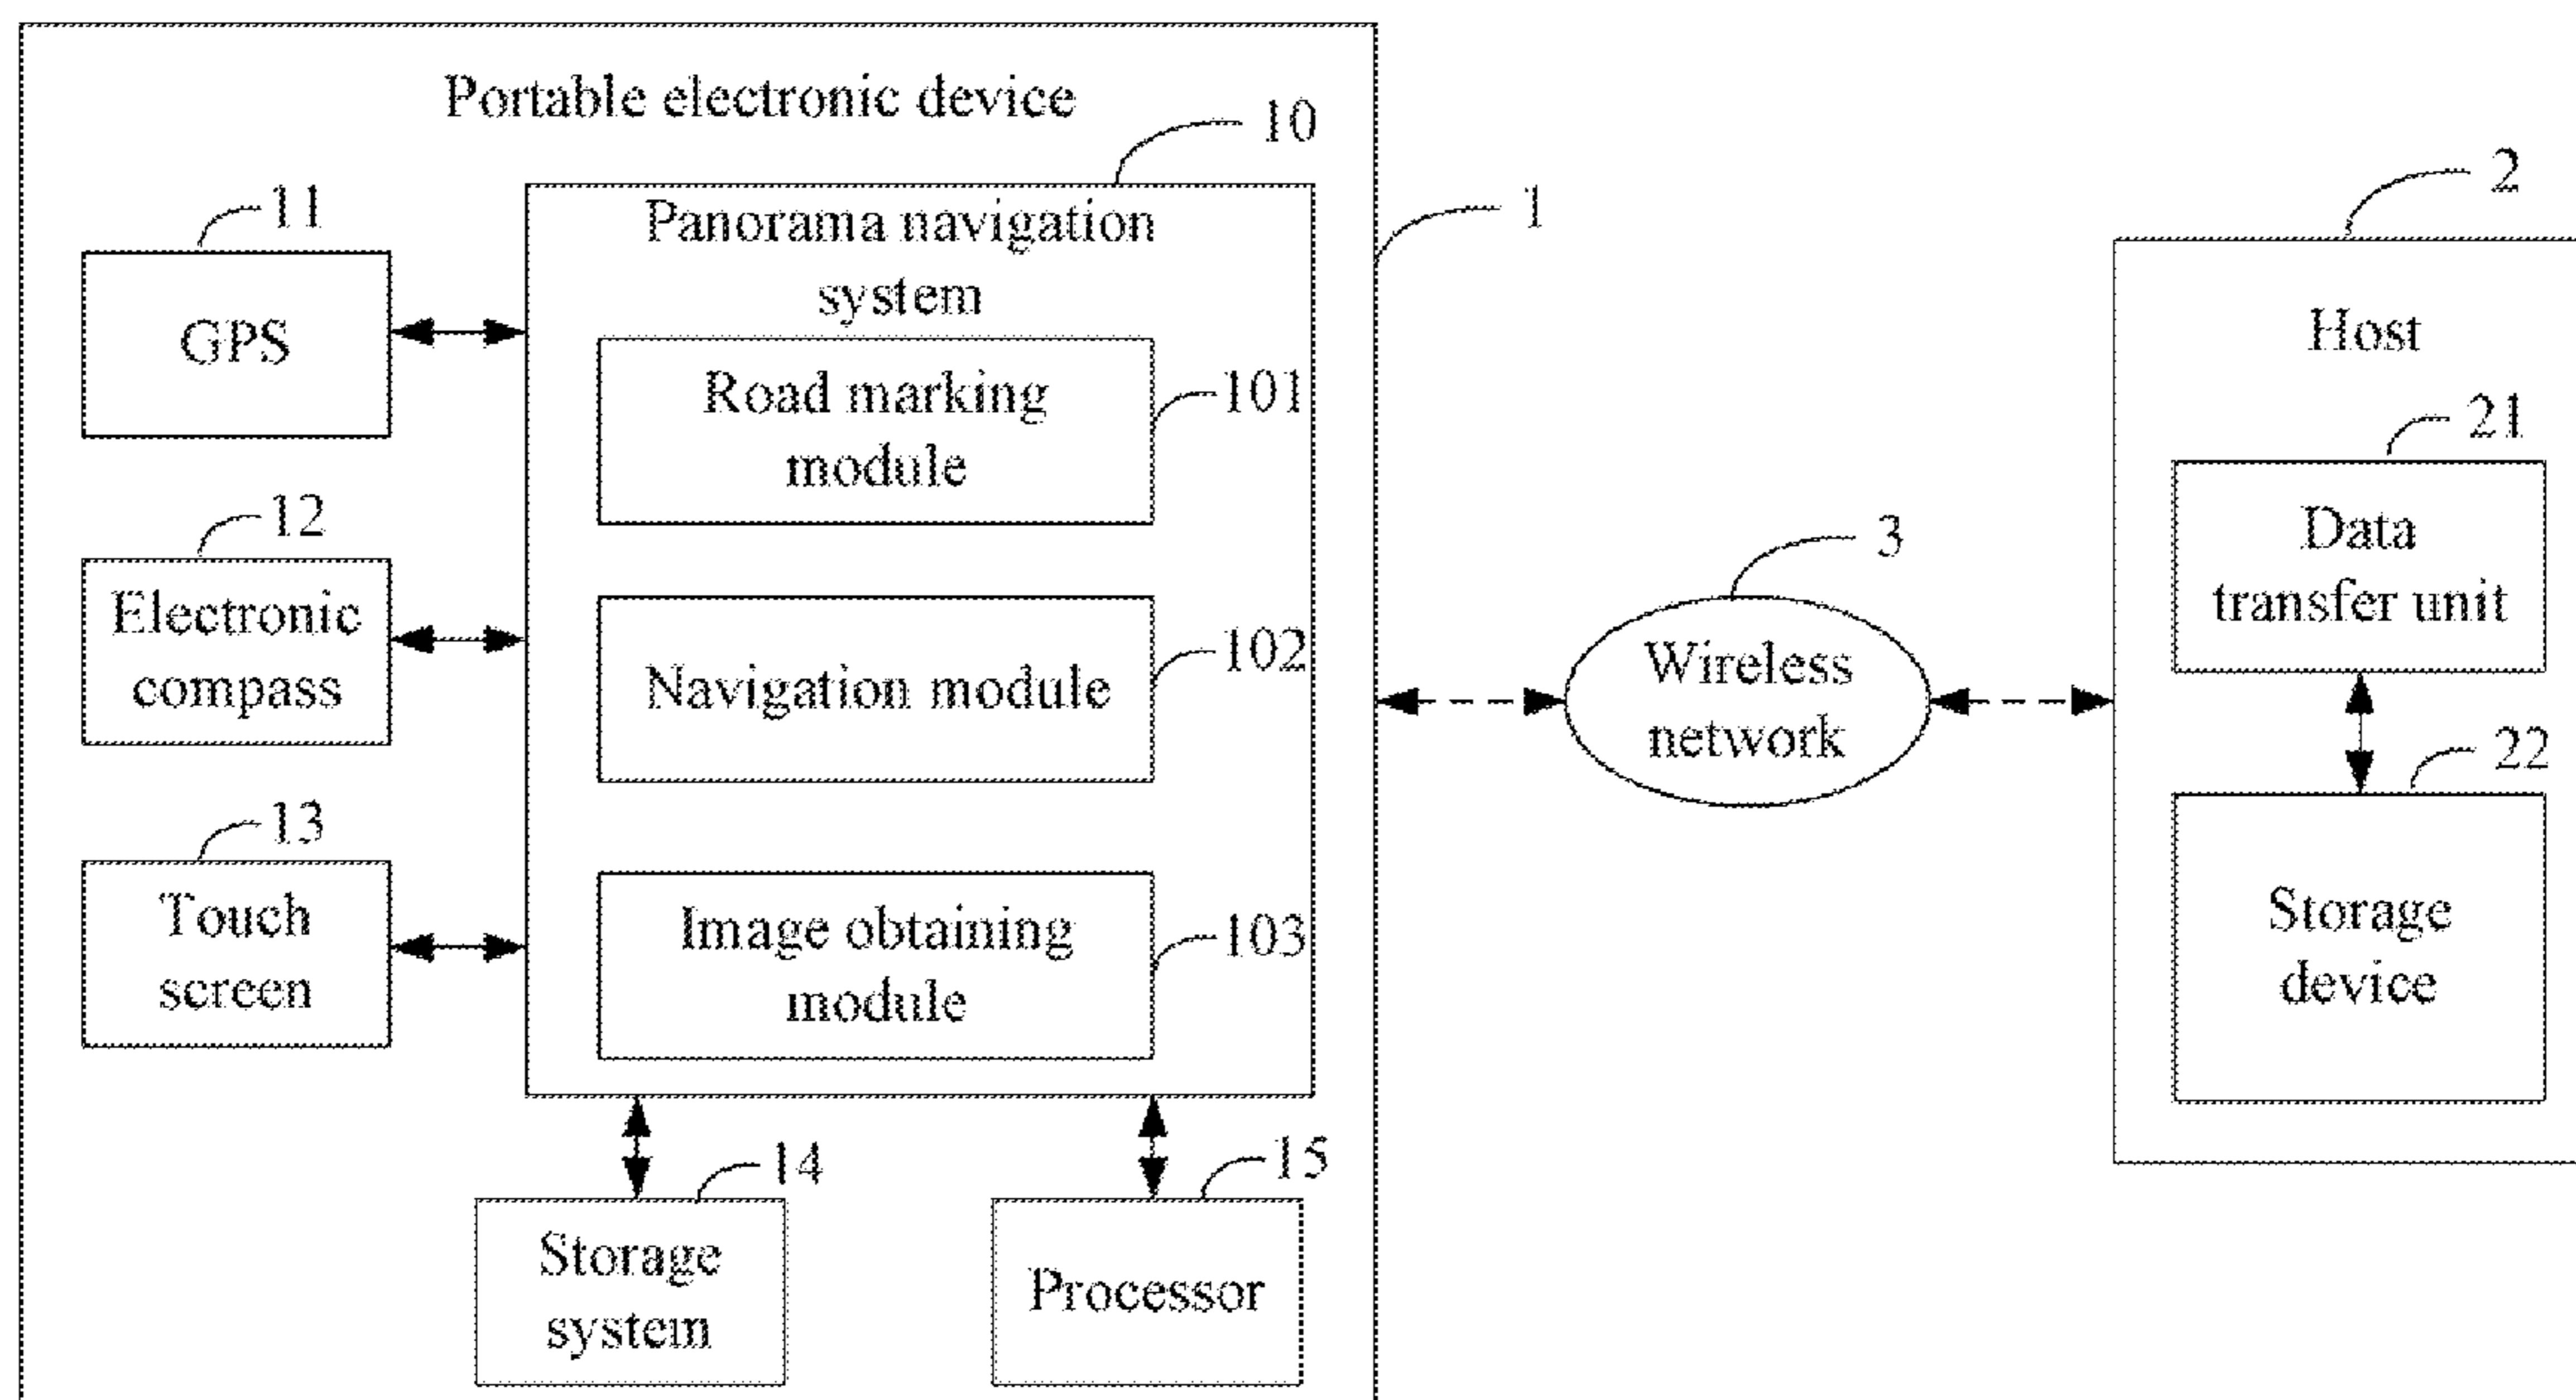 Portable electronic device
10
11
Panorama navigation
system
1
2
GPS
Host
Road marking
module
101
21
12
Data
transfer unit
3
Electronic
compass
Navigation module
102
Wireless
network
22
13
Touch
screen
Image obtaining
module
103
Storage
device
14
15
Storage
system
Processor